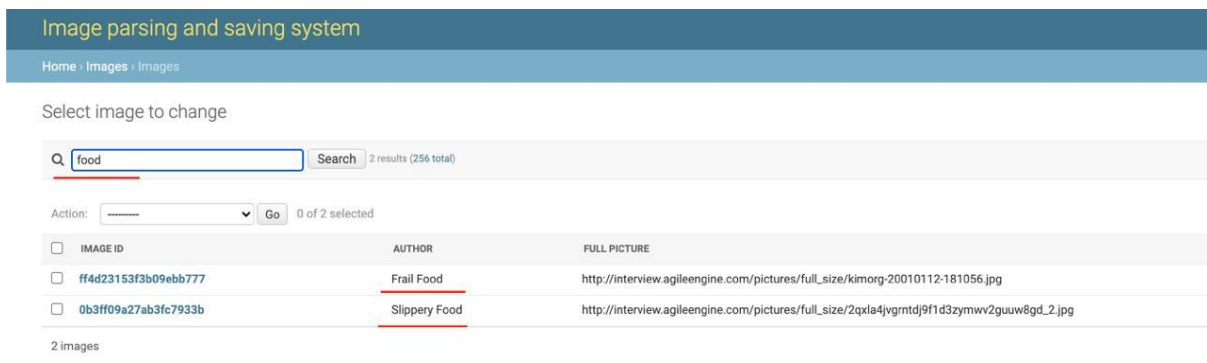 Image parsing and saving system
Home › Images › Images
Select image to change
food Search 2 results (256 total)
Action: --------- Go 0 of 2 selected
IMAGE ID AUTHOR FULL PICTURE
ff4d23153f3b09ebb777 Frail Food http://interview.agileengine.com/pictures/full_size/kimorg-20010112-181056.jpg
0b3ff09a27ab3fc7933b Slippery Food http://interview.agileengine.com/pictures/full_size/2qxla4jvgrntdj9f1d3zymwv2guuw8gd_2.jpg
2 images